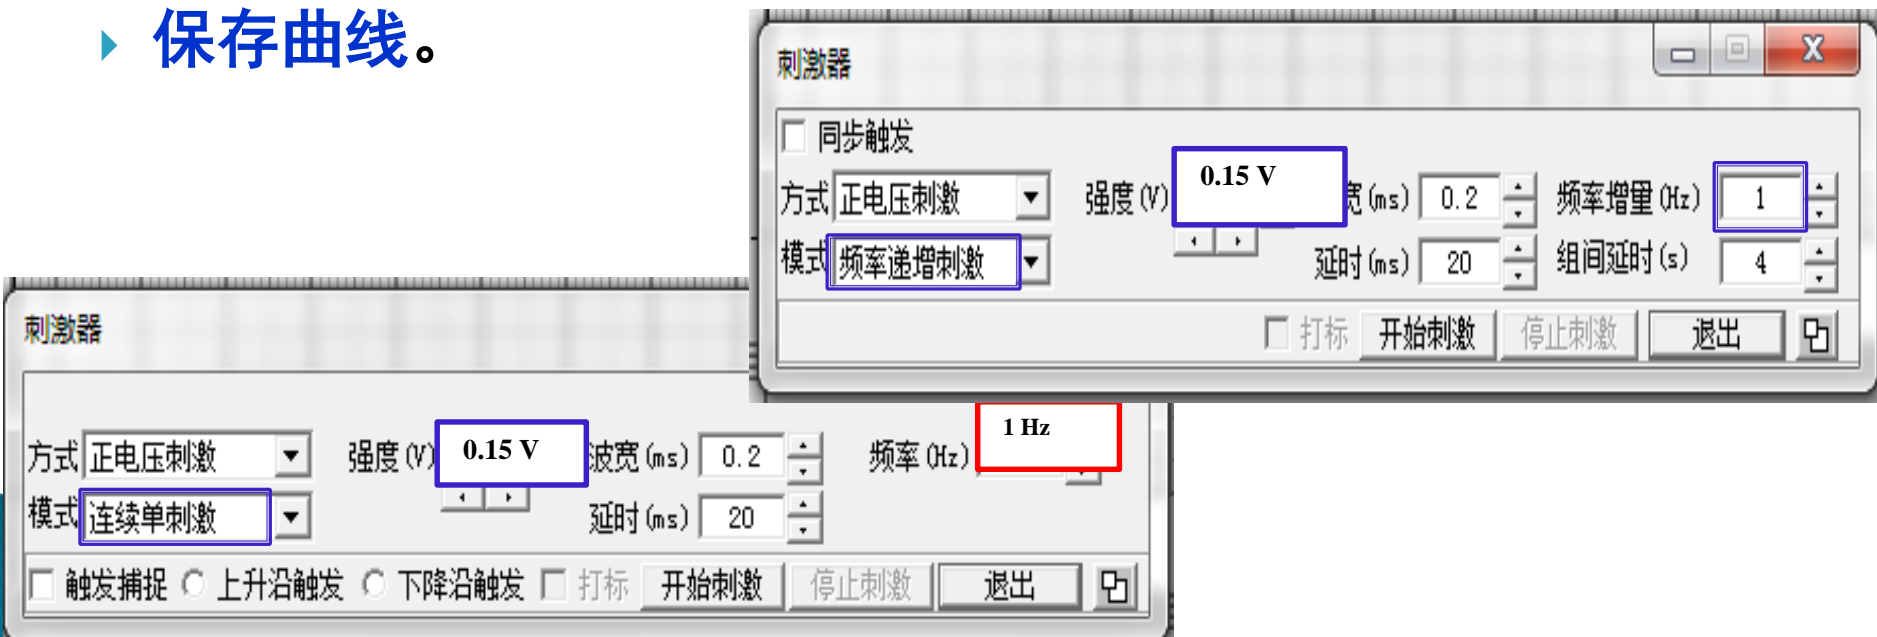 保存曲线。
刺激器
X
同步触发
方式 正电压刺激 强度(V) 0.15 V 宽(ms) 0.2 频率增量(Hz) 1
模式 频率递增刺激 延时(ms) 20 组间延时(s) 4
打标 开始刺激 停止刺激 退出
刺激器
方式 正电压刺激 强度(V) 0.15 V 波宽(ms) 0.2 频率(Hz) 1 Hz
模式 连续单刺激 延时(ms) 20
触发捕捉 上升沿触发 下降沿触发 打标 开始刺激 停止刺激 退出